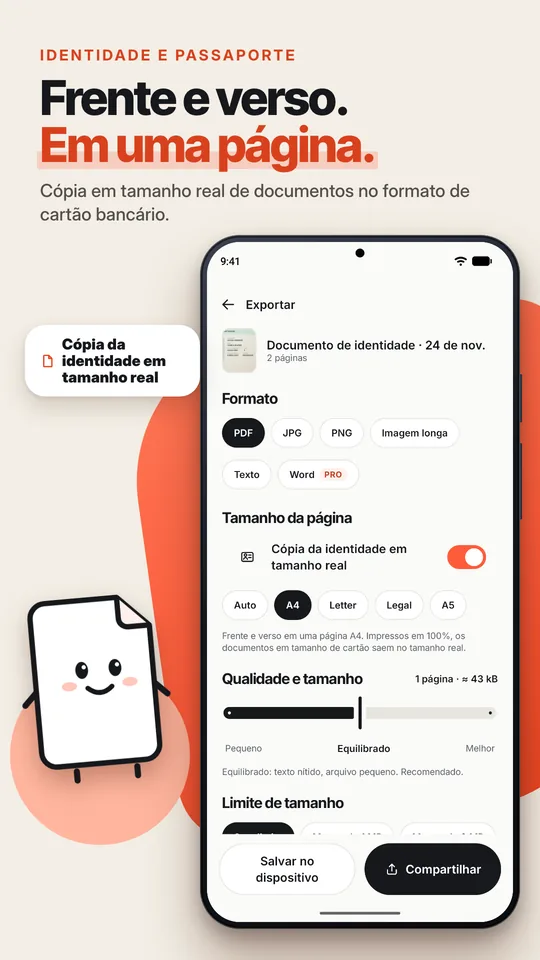 IDENTIDADE E PASSAPORTE
Frente e verso.
Em uma página.
Cópia em tamanho real de documentos no formato de
cartão bancário.
9:41
Exportar
Documento de identidade · 24 de nov.
2 páginas
Cópia da
identidade em
tamanho real
Formato
PDF JPG PNG Imagem longa
Texto Word PRO
Tamanho da página
Cópia da identidade em
tamanho real
Auto A4 Letter Legal A5
Frente e verso em uma página A4. Impressos em 100%, os
documentos em tamanho de cartão saem no tamanho real.
Qualidade e tamanho 1 página · ≈ 43 kB
Pequeno Equilibrado Melhor
Equilibrado: texto nítido, arquivo pequeno. Recomendado.
Limite de tamanho
Salvar no
dispositivo
Compartilhar